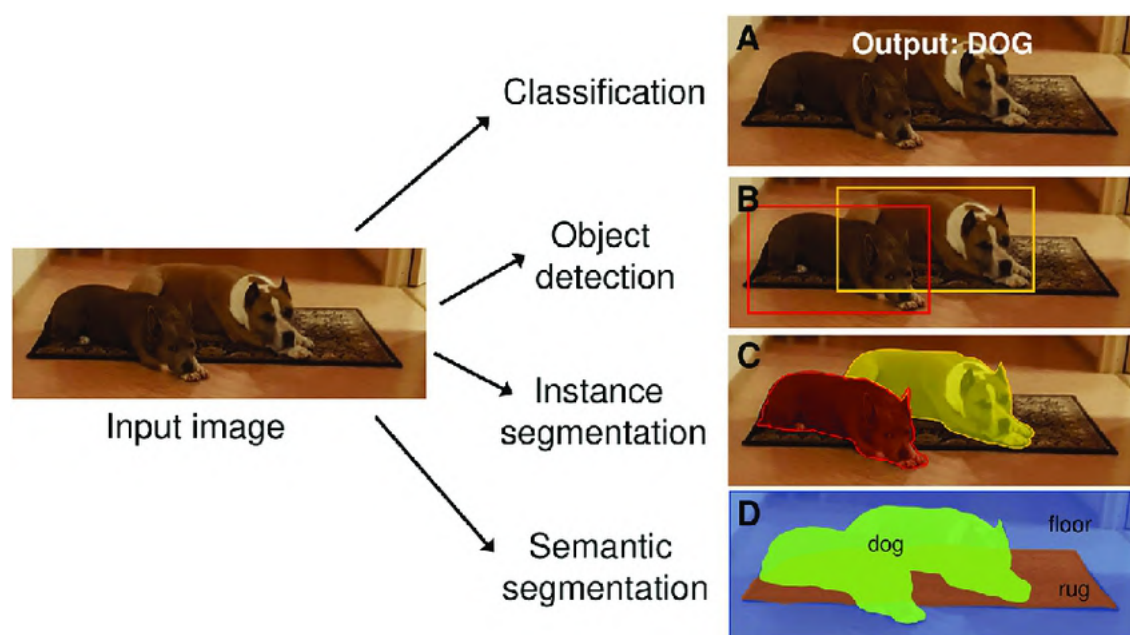 Classification
Object
detection
Instance
segmentation
Semantic
segmentation
Input image
A
Output: DOG
B
C
D
dog
floor
rug